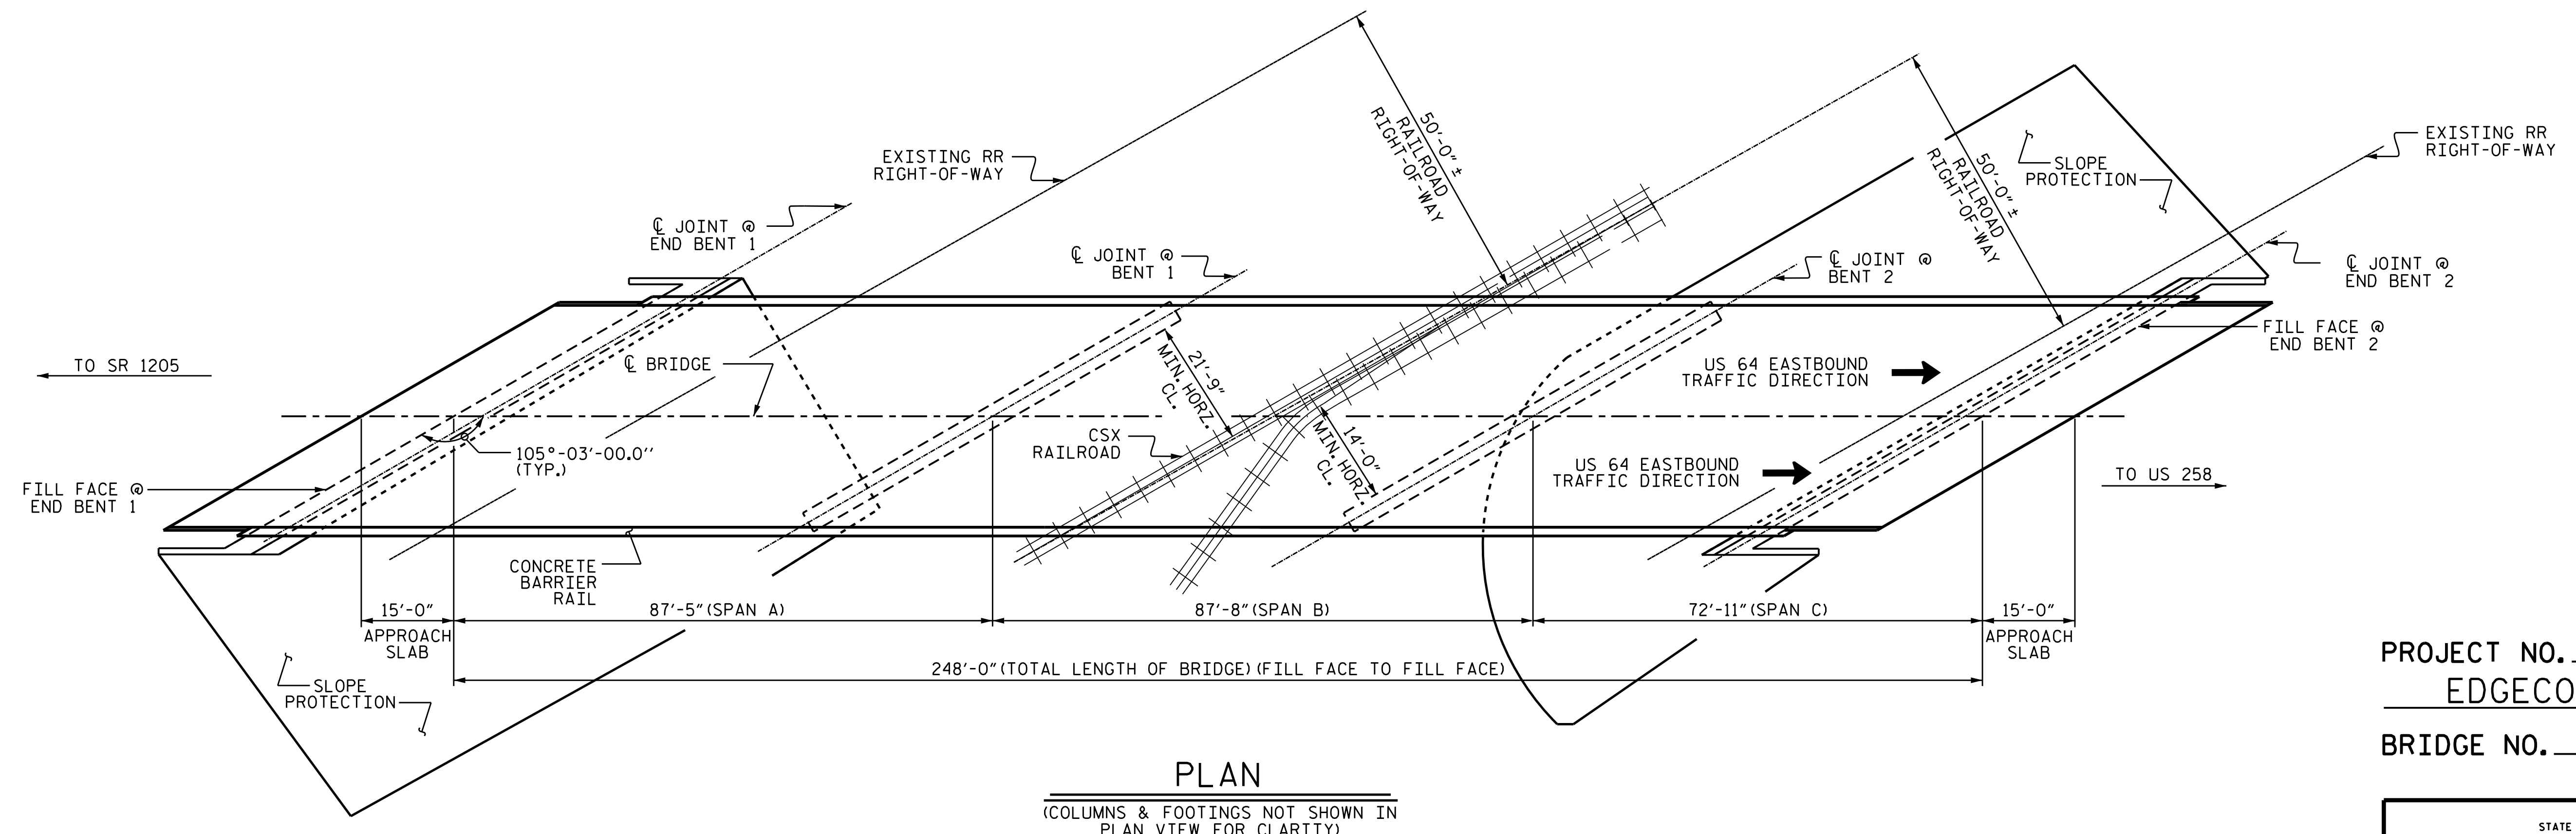 50'-0" ±
RAILROAD
RIGHT-OF-WAY
EXISTING RR
RIGHT-OF-WAY
50'-0" ±
RAILROAD
RIGHT-OF-WAY
SLOPE
PROTECTION
EXISTING RR
RIGHT-OF-WAY
℄ JOINT @
END BENT 1
℄ JOINT @
BENT 1
℄ JOINT @
BENT 2
℄ JOINT @
END BENT 2
FILL FACE @
END BENT 2
TO SR 1205
℄ BRIDGE
21'-9"
MIN. HORZ.
CL.
US 64 EASTBOUND
TRAFFIC DIRECTION
105°-03'-00.0''
(TYP.)
CSX
RAILROAD
14'-0"
MIN. HORZ.
CL.
US 64 EASTBOUND
TRAFFIC DIRECTION
TO US 258
FILL FACE @
END BENT 1
CONCRETE
BARRIER
RAIL
15'-0"
APPROACH
SLAB
87'-5" (SPAN A)
87'-8" (SPAN B)
72'-11" (SPAN C)
15'-0"
APPROACH
SLAB
248'-0" (TOTAL LENGTH OF BRIDGE) (FILL FACE TO FILL FACE)
SLOPE
PROTECTION
PLAN
(COLUMNS & FOOTINGS NOT SHOWN IN
PLAN VIEW FOR CLARITY)
PROJECT NO.
EDGECO
BRIDGE NO.
STATE